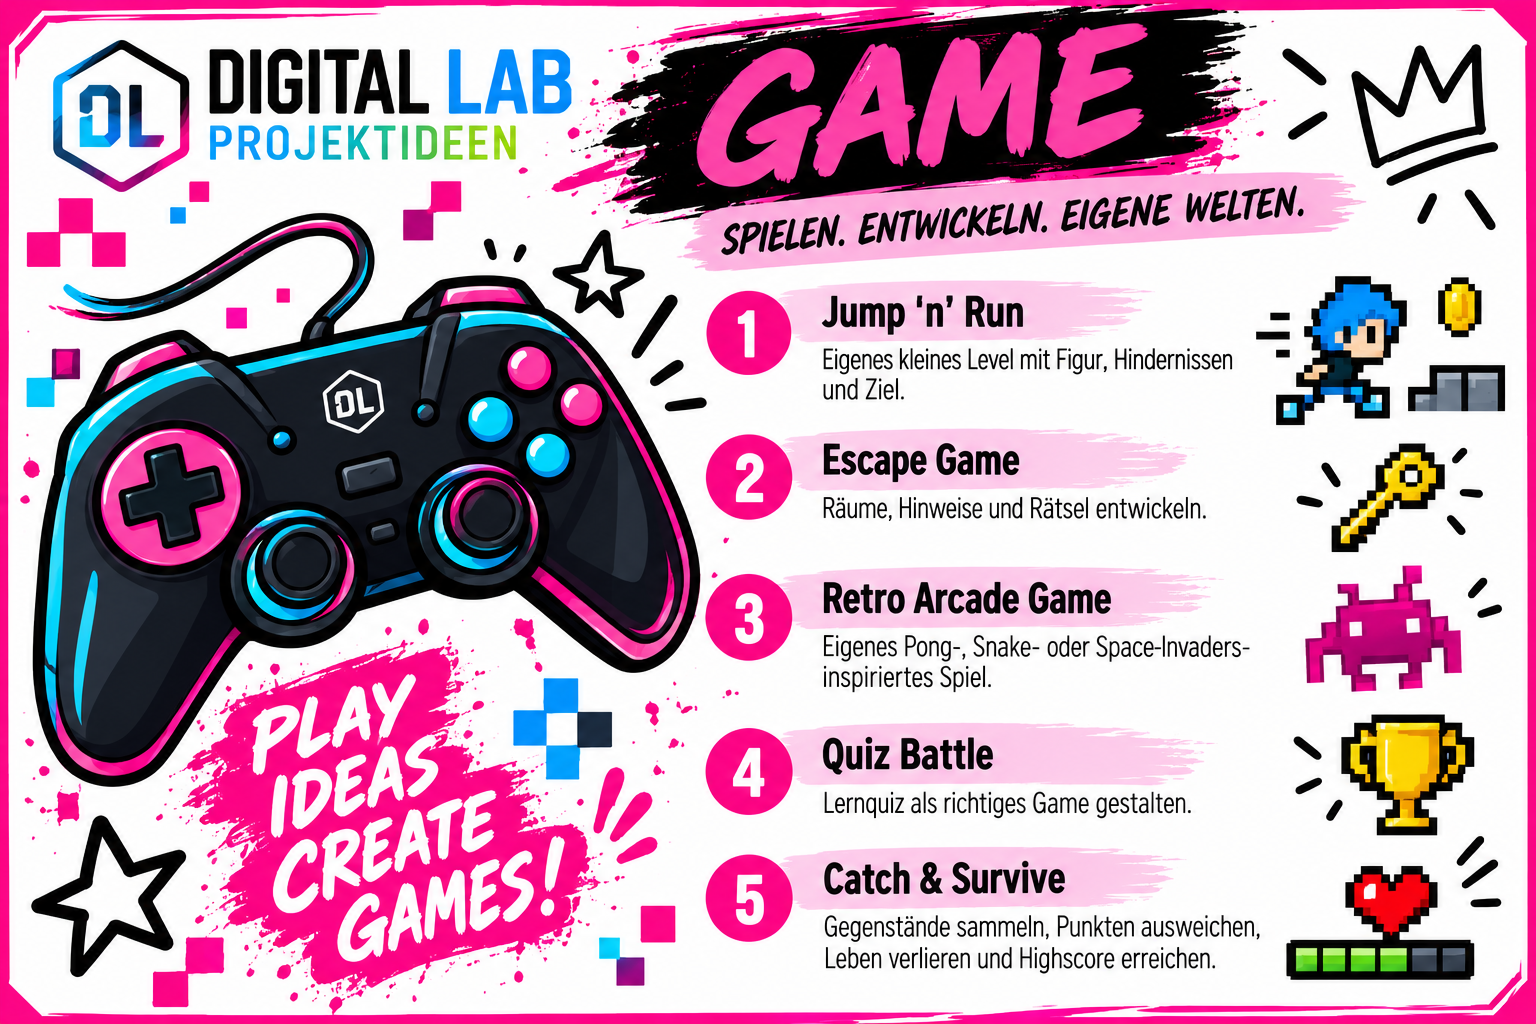 DL DIGITAL LAB
PROJEKTIDEEN
GAME
SPIELEN. ENTWICKELN. EIGENE WELTEN.
DL
PLAY
IDEAS
CREATE
GAMES!
1 Jump ‘n’ Run
Eigenes kleines Level mit Figur, Hindernissen
und Ziel.
2 Escape Game
Räume, Hinweise und Rätsel entwickeln.
3 Retro Arcade Game
Eigenes Pong-, Snake- oder Space-Invaders-
inspiriertes Spiel.
4 Quiz Battle
Lernquiz als richtiges Game gestalten.
5 Catch & Survive
Gegenstände sammeln, Punkten ausweichen,
Leben verlieren und Highscore erreichen.